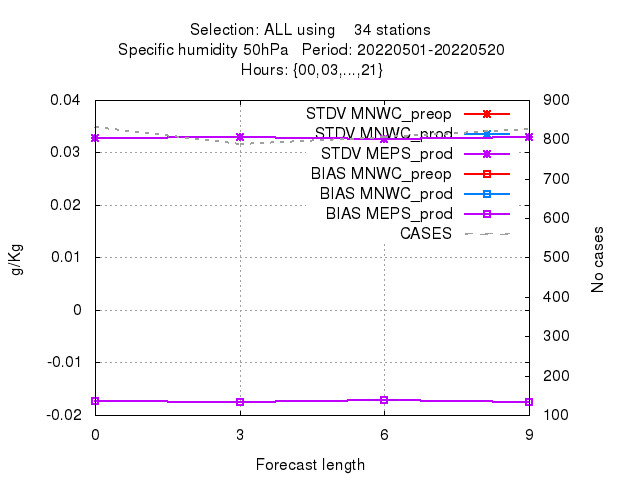 Selection: ALL using 34 stations
Specific humidity 50hPa Period: 20220501-20220520
Hours: {00,03,...,21}
0.04
0.03
0.02
0.01
0
-0.01
-0.02
g/Kg
STDV MNWC_preop
STDV MNWC_prod
STDV MEPS_prod
BIAS MNWC_preop
BIAS MNWC_prod
BIAS MEPS_prod
CASES
900
800
700
600
500
400
300
200
100
No cases
0 3 6 9
Forecast length